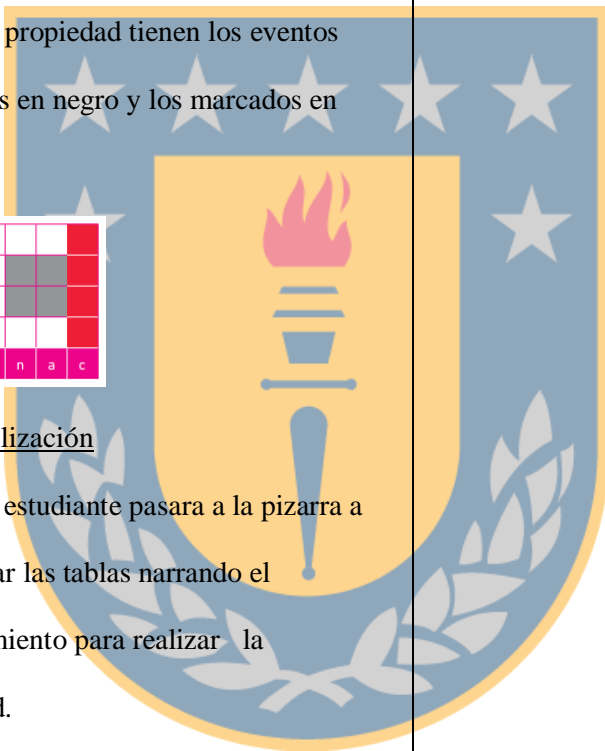 propiedad tienen los eventos
s en negro y los marcados en
n a c
lización
estudiante pasara a la pizarra a
ar las tablas narrando el
miento para realizar la
d.